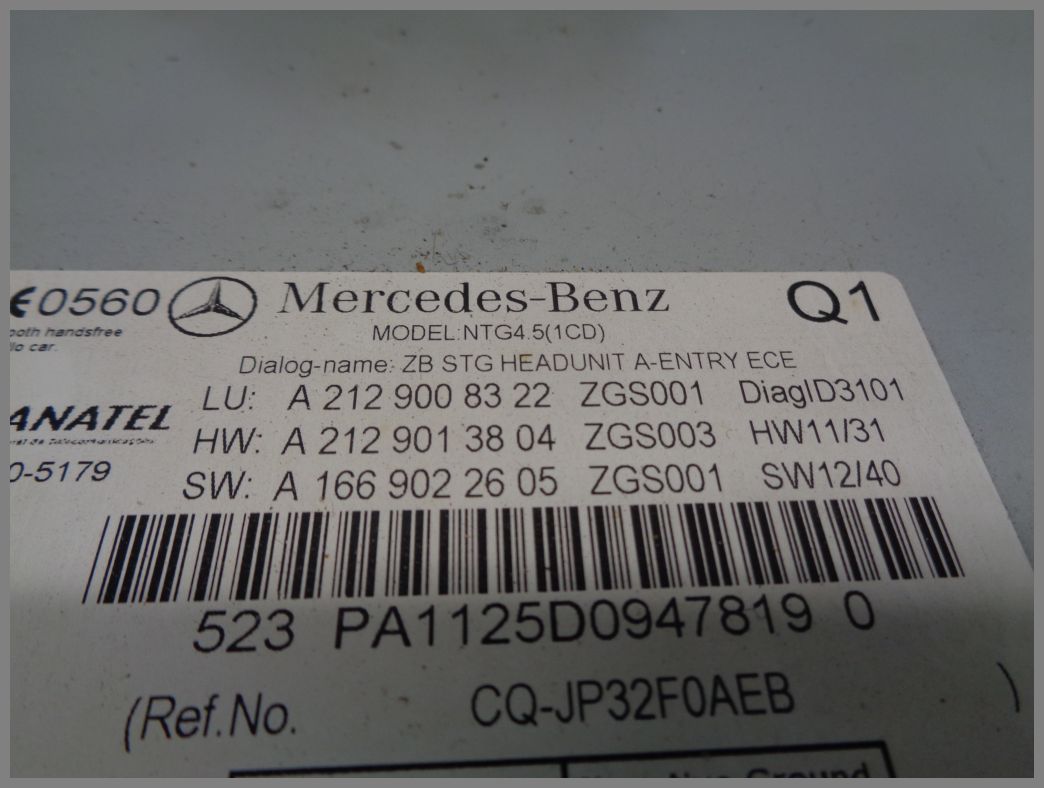 €0560 Mercedes-Benz Q1
ooth handsfree
io car.
MODEL:NTG4.5(1CD)
Dialog-name: ZB STG HEADUNIT A-ENTRY ECE
LU: A 212 900 83 22 ZGS001 DiagID3101
ANATEL
HW: A 212 901 38 04 ZGS003 HW11/31
0-5179
SW: A 166 902 26 05 ZGS001 SW12/40
523 PA1125D0947819 0
(Ref.No. CQ-JP32F0AEB )
Ground